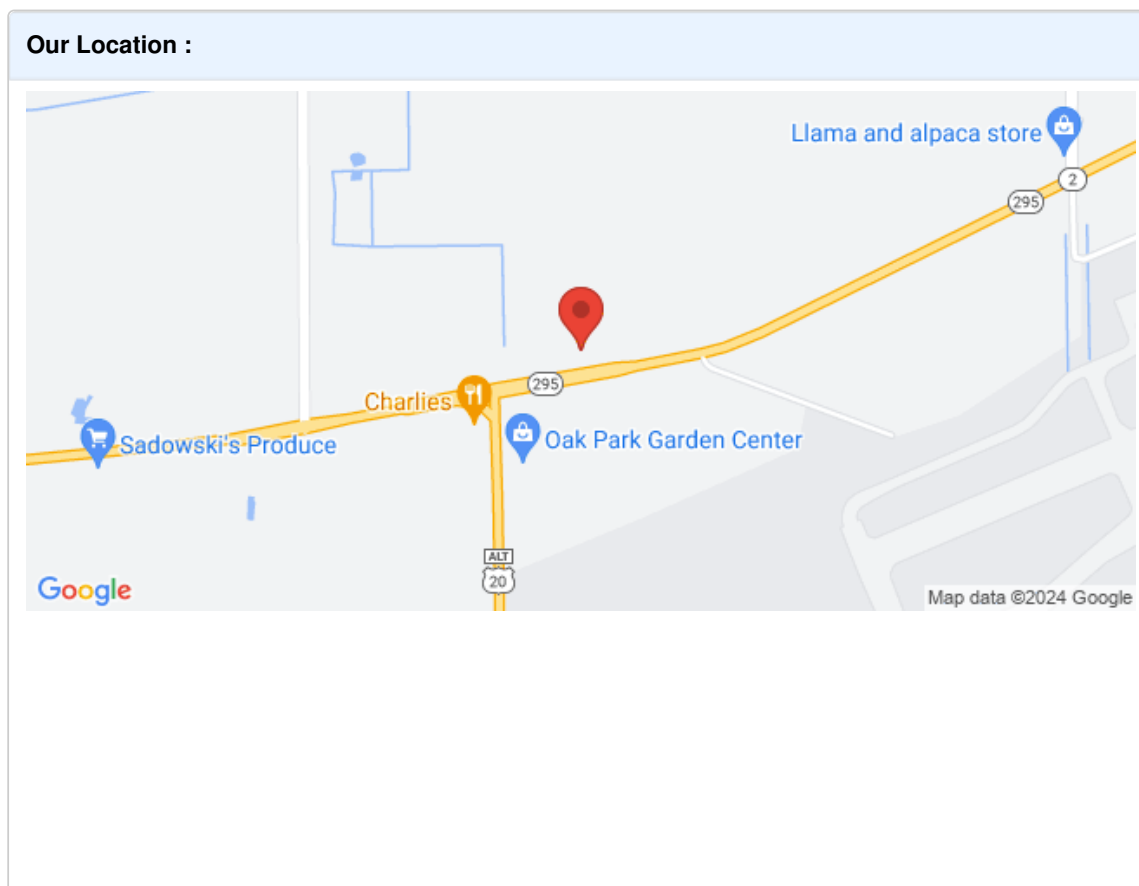 Our Location :
Llama and alpaca store
2
295
295
Charlies
Oak Park Garden Center
Sadowski's Produce
ALT
20
Google
Map data ©2024 Google